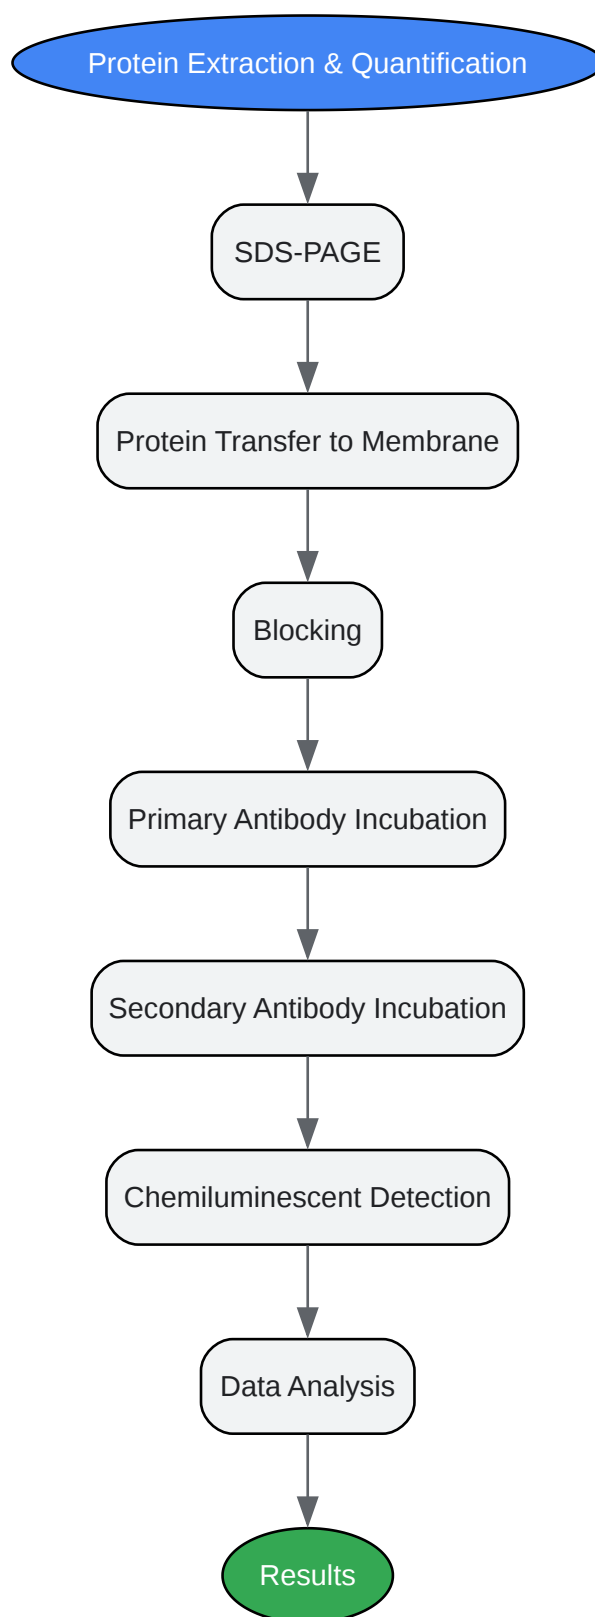 Protein Extraction & Quantification
SDS-PAGE
Protein Transfer to Membrane
Blocking
Primary Antibody Incubation
Secondary Antibody Incubation
Chemiluminescent Detection
Data Analysis
Results